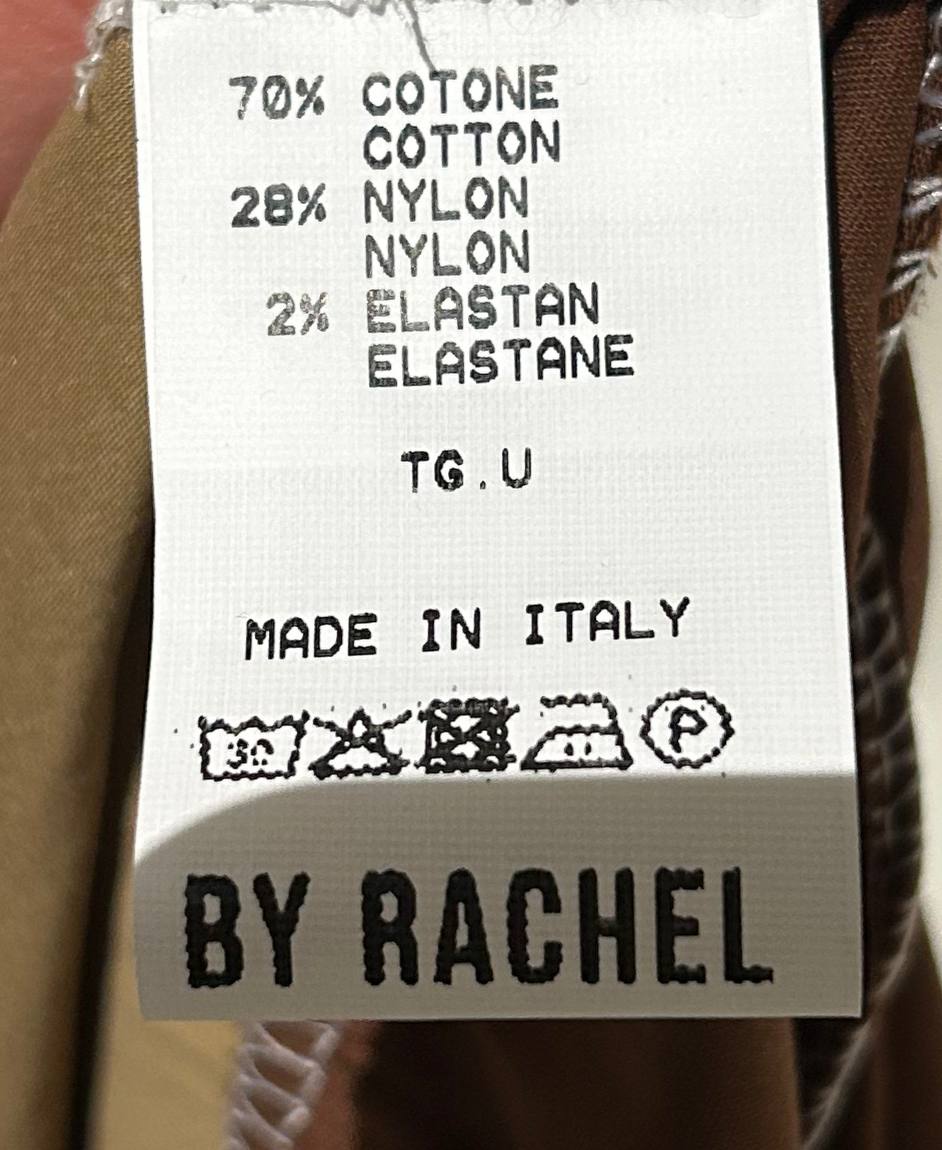 70% COTONE
COTTON
28% NYLON
NYLON
2% ELASTAN
ELASTANE
TG.U
MADE IN ITALY
30 P
BY RACHEL